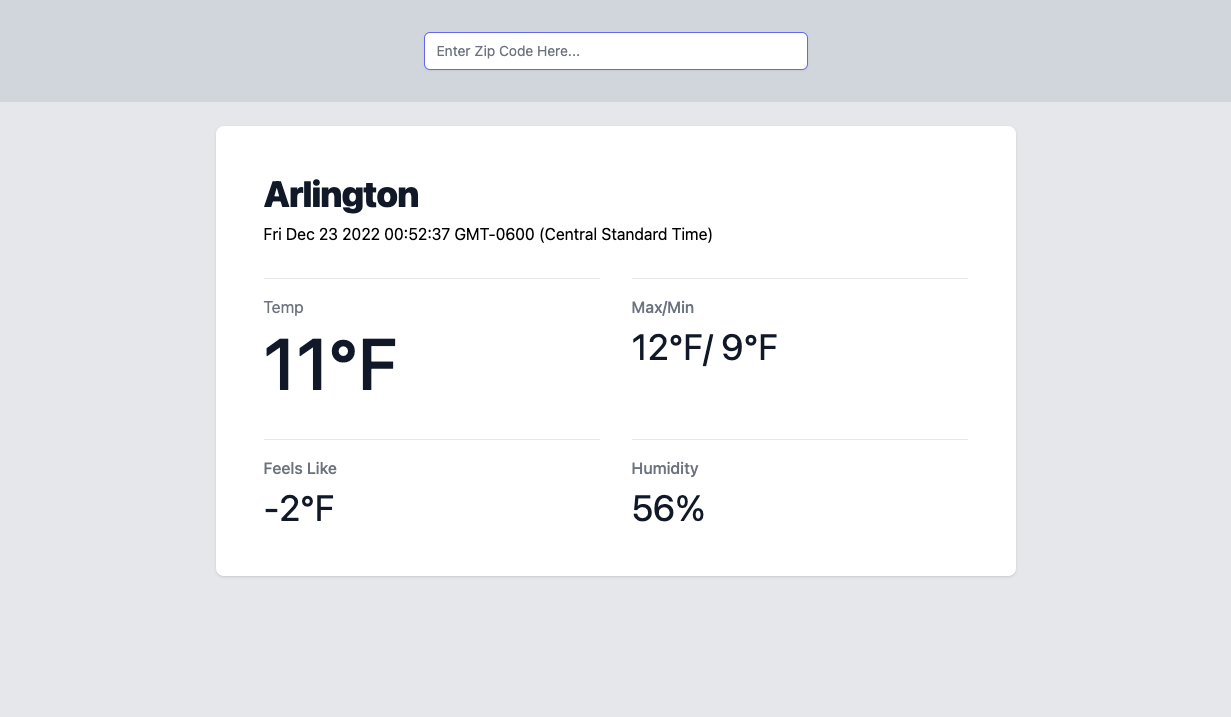 Enter Zip Code Here...
Arlington
Fri Dec 23 2022 00:52:37 GMT-0600 (Central Standard Time)
Temp
11°F
Max/Min
12°F/ 9°F
Feels Like
-2°F
Humidity
56%